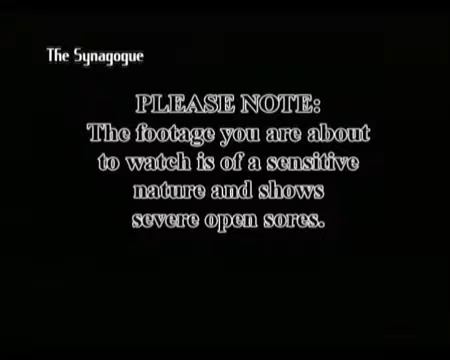 The Synagogue
PLEASE NOTE:
The footage you are about
to watch is of a sensitive
nature and shows
severe open sores.